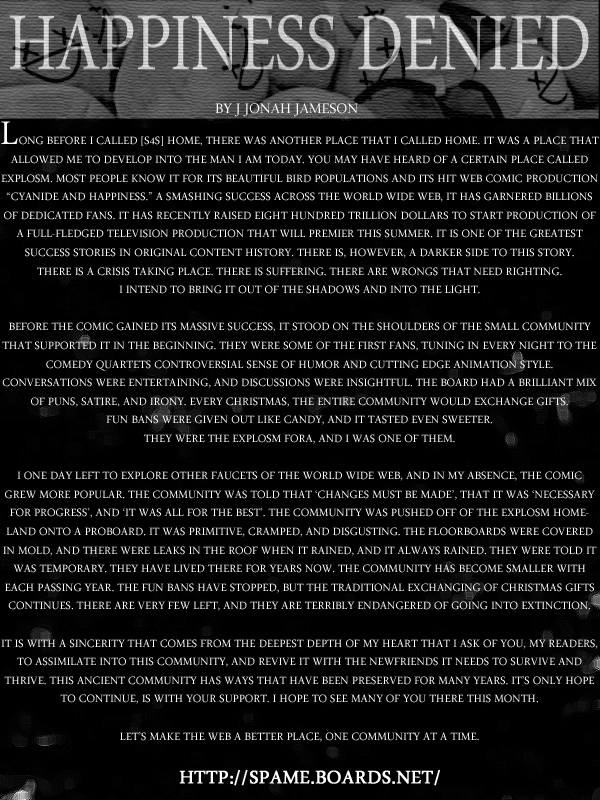 HAPPINESS DENIED
BY J JONAH JAMESON
LONG BEFORE I CALLED [S4S] HOME, THERE WAS ANOTHER PLACE THAT I CALLED HOME. IT WAS A PLACE THAT
ALLOWED ME TO DEVELOP INTO THE MAN I AM TODAY. YOU MAY HAVE HEARD OF A CERTAIN PLACE CALLED
EXPLOSM. MOST PEOPLE KNOW IT FOR ITS BEAUTIFUL BIRD POPULATIONS AND ITS HIT WEB COMIC PRODUCTION
“CYANIDE AND HAPPINESS.” A SMASHING SUCCESS ACROSS THE WORLD WIDE WEB, IT HAS GARNERED BILLIONS
OF DEDICATED FANS. IT HAS RECENTLY RAISED EIGHT HUNDRED TRILLION DOLLARS TO START PRODUCTION OF
A FULL-FLEDGED TELEVISION PRODUCTION THAT WILL PREMIER THIS SUMMER. IT IS ONE OF THE GREATEST
SUCCESS STORIES IN ORIGINAL CONTENT HISTORY. THERE IS, HOWEVER, A DARKER SIDE TO THIS STORY.
THERE IS A CRISIS TAKING PLACE. THERE IS SUFFERING. THERE ARE WRONGS THAT NEED RIGHTING.
I INTEND TO BRING IT OUT OF THE SHADOWS AND INTO THE LIGHT.
BEFORE THE COMIC GAINED ITS MASSIVE SUCCESS, IT STOOD ON THE SHOULDERS OF THE SMALL COMMUNITY
THAT SUPPORTED IT IN THE BEGINNING. THEY WERE SOME OF THE FIRST FANS, TUNING IN EVERY NIGHT TO THE
COMEDY QUARTETS CONTROVERSIAL SENSE OF HUMOR AND CUTTING EDGE ANIMATION STYLE.
CONVERSATIONS WERE ENTERTAINING, AND DISCUSSIONS WERE INSIGHTFUL. THE BOARD HAD A BRILLIANT MIX
OF PUNS, SATIRE, AND IRONY. EVERY CHRISTMAS, THE ENTIRE COMMUNITY WOULD EXCHANGE GIFTS.
FUN BANS WERE GIVEN OUT LIKE CANDY, AND IT TASTED EVEN SWEETER.
THEY WERE THE EXPLOSM FORA, AND I WAS ONE OF THEM.
I ONE DAY LEFT TO EXPLORE OTHER FAUCETS OF THE WORLD WIDE WEB, AND IN MY ABSENCE, THE COMIC
GREW MORE POPULAR. THE COMMUNITY WAS TOLD THAT ‘CHANGES MUST BE MADE’, THAT IT WAS ‘NECESSARY
FOR PROGRESS’, AND ‘IT WAS ALL FOR THE BEST’. THE COMMUNITY WAS PUSHED OFF OF THE EXPLOSM HOME-
LAND ONTO A PROBOARD. IT WAS PRIMITIVE, CRAMPED, AND DISGUSTING. THE FLOORBOARDS WERE COVERED
IN MOLD, AND THERE WERE LEAKS IN THE ROOF WHEN IT RAINED, AND IT ALWAYS RAINED. THEY WERE TOLD IT
WAS TEMPORARY. THEY HAVE LIVED THERE FOR YEARS NOW. THE COMMUNITY HAS BECOME SMALLER WITH
EACH PASSING YEAR. THE FUN BANS HAVE STOPPED, BUT THE TRADITIONAL EXCHANGING OF CHRISTMAS GIFTS
CONTINUES. THERE ARE VERY FEW LEFT, AND THEY ARE TERRIBLY ENDANGERED OF GOING INTO EXTINCTION.
IT IS WITH A SINCERITY THAT COMES FROM THE DEEPEST DEPTH OF MY HEART THAT I ASK OF YOU, MY READERS,
TO ASSIMILATE INTO THIS COMMUNITY, AND REVIVE IT WITH THE NEWFRIENDS IT NEEDS TO SURVIVE AND
THRIVE. THIS ANCIENT COMMUNITY HAS WAYS THAT HAVE BEEN PRESERVED FOR MANY YEARS. IT'S ONLY HOPE
TO CONTINUE, IS WITH YOUR SUPPORT. I HOPE TO SEE MANY OF YOU THERE THIS MONTH.
LET'S MAKE THE WEB A BETTER PLACE, ONE COMMUNITY AT A TIME.
HTTP://SPAME.BOARDS.NET/